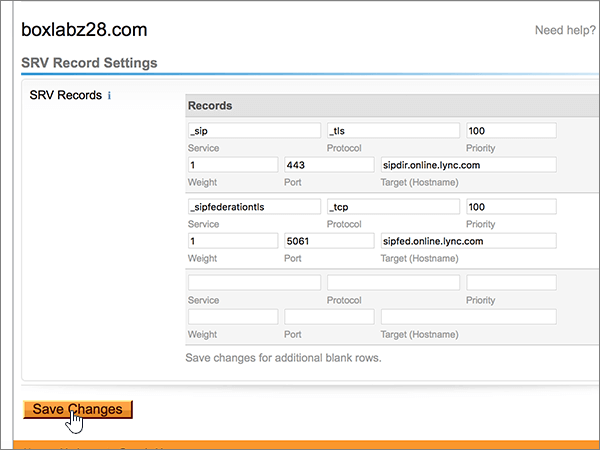 boxlabz28.com
Need help?
SRV Record Settings
SRV Records i
Records
_sip _tls 100
Service Protocol Priority
1 443 sipdir.online.lync.com
Weight Port Target (Hostname)
_sipfederationtls _tcp 100
Service Protocol Priority
1 5061 sipfed.online.lync.com
Weight Port Target (Hostname)
Service Protocol Priority
Weight Port Target (Hostname)
Save changes for additional blank rows.
Save Changes